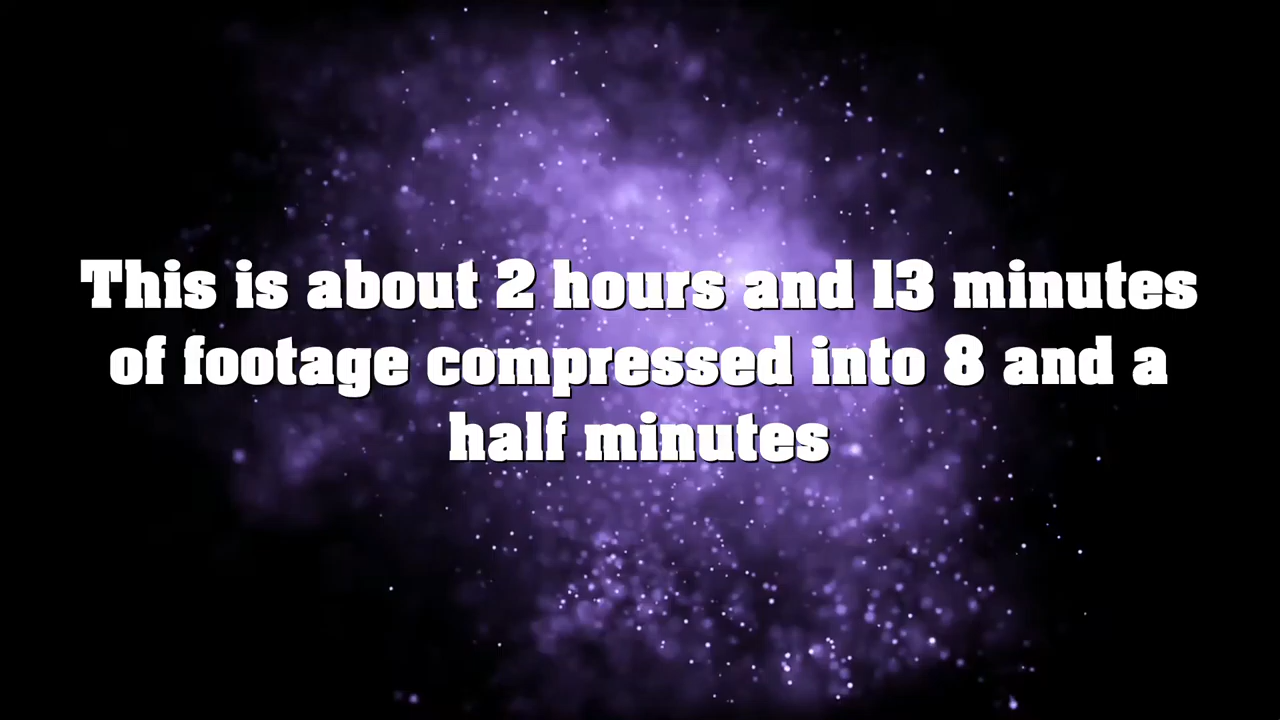 This is about 2 hours and 13 minutes
of footage compressed into 8 and a
half minutes